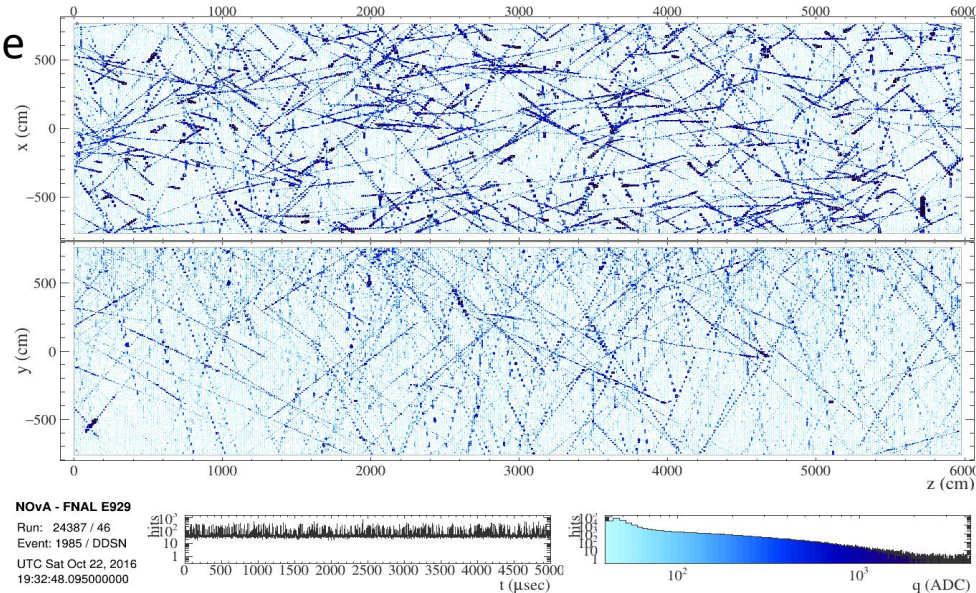 0 1000 2000 3000 4000 5000 6000
e
500
x (cm)
0
−500
500
y (cm)
0
−500
0 1000 2000 3000 4000 5000 6000
z (cm)
NOvA - FNAL E929
Run: 24387 / 46
Event: 1985 / DDSN
UTC Sat Oct 22, 2016
19:32:48.095000000
hits
10³
10²
10
1
0 500 1000 1500 2000 2500 3000 3500 4000 4500 5000
t (μsec)
hits
10⁵
10⁴
10³
10²
10
1
10² 10³
q (ADC)